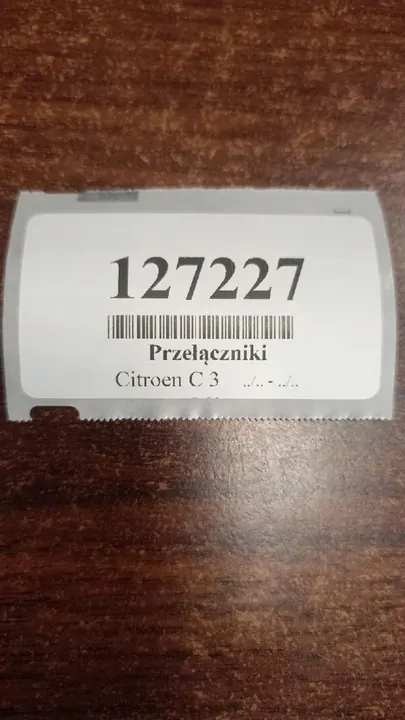 127227
Przełączniki
Citroen C 3 ../.. - ../..